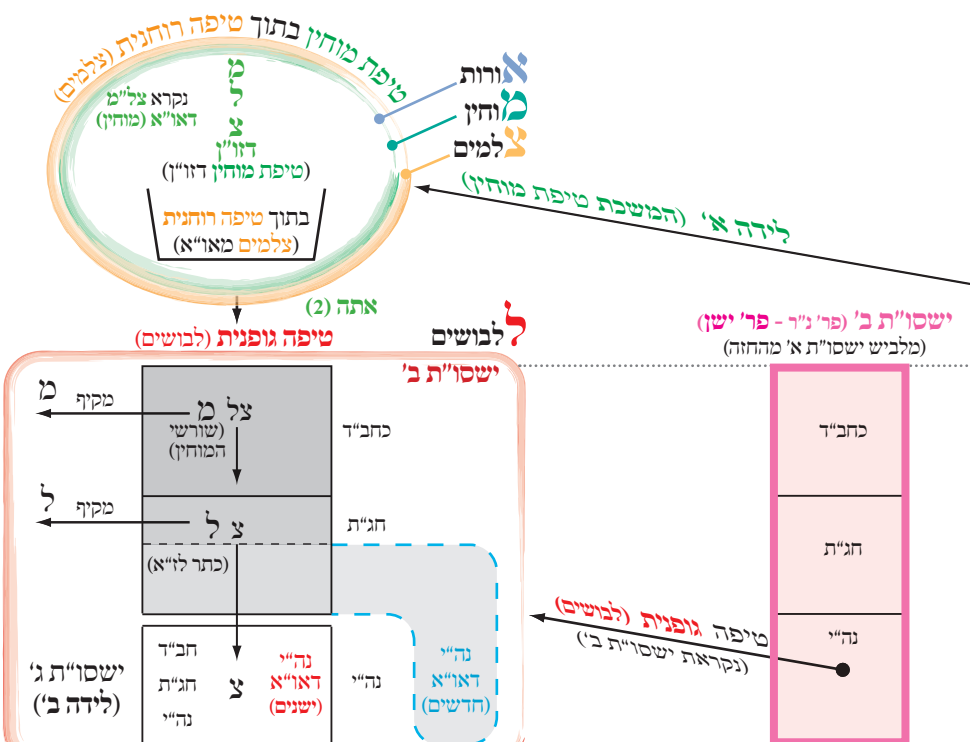 טיפת מוחין בתוך טיפה רוחנית (צלמים)
מ
ל
צ
נקרא צל"מ
דאו"א (מוחין)
דזו"ן
(טיפת מוחין דזו"ן)
בתוך טיפה רוחנית
(צלמים מאו"א)
אורות
מוחין
צלמים
לידה א' (המשכת טיפת מוחין)
אתה (2)
טיפה גופנית (לבושים)
לבושים
ישסו"ת ב'
ישסו"ת ב' (פר' נ"ר - פר' ישן)
(מלביש ישסו"ת א' מהחזה)
מ
מקיף
צל מ
(שורשי
המוחין)
כחב"ד
כחב"ד
ל
מקיף
צ ל
חג"ת
(כתר לז"א)
חג"ת
טיפה גופנית (לבושים)
(נקראת ישסו"ת ב')
נה"י
ישסו"ת ג'
(לידה ב')
חב"ד
חג"ת
נה"י
צ
נה"י
דאו"א
(ישנים)
נה"י
נה"י
דאו"א
(חדשים)